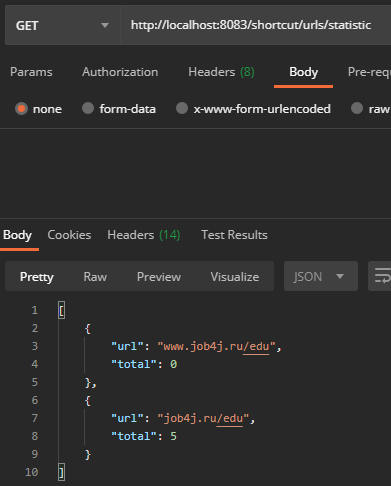 GET http://localhost:8083/shortcut/urls/statistic
Params Authorization Headers (8) Body Pre-req
none form-data x-www-form-urlencoded raw
Body Cookies Headers (14) Test Results
Pretty Raw Preview Visualize JSON
1 [
2 {
3 "url": "www.job4j.ru/edu",
4 "total": 0
5 },
6 {
7 "url": "job4j.ru/edu",
8 "total": 5
9 }
10 ]